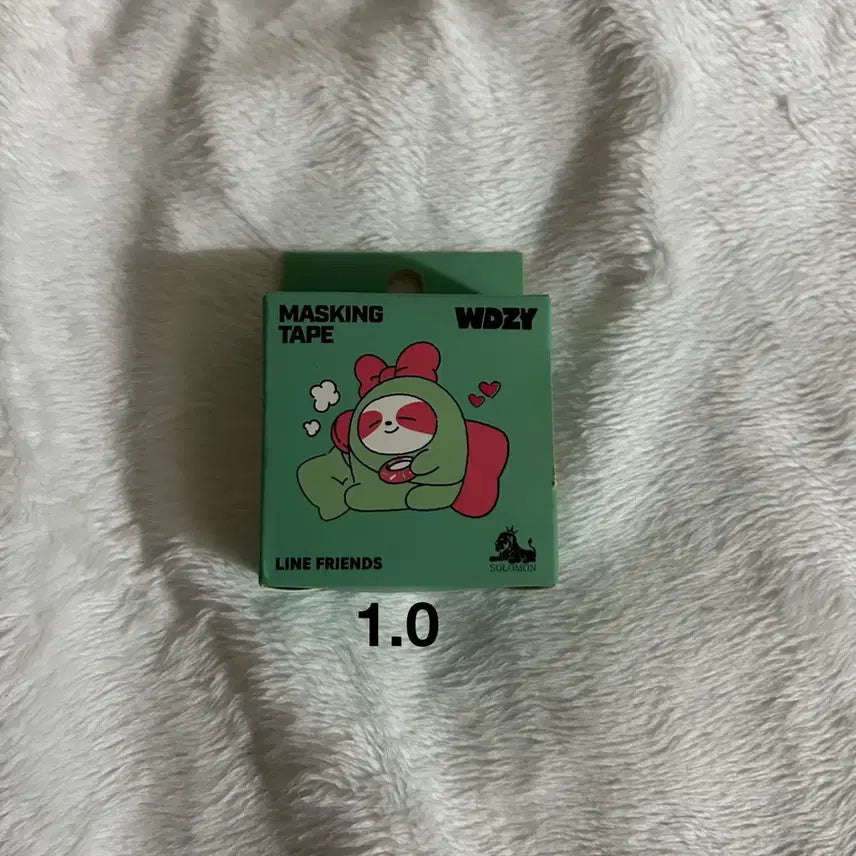 MASKING
TAPE
WDZY
LINE FRIENDS
SOLOMON
1.0